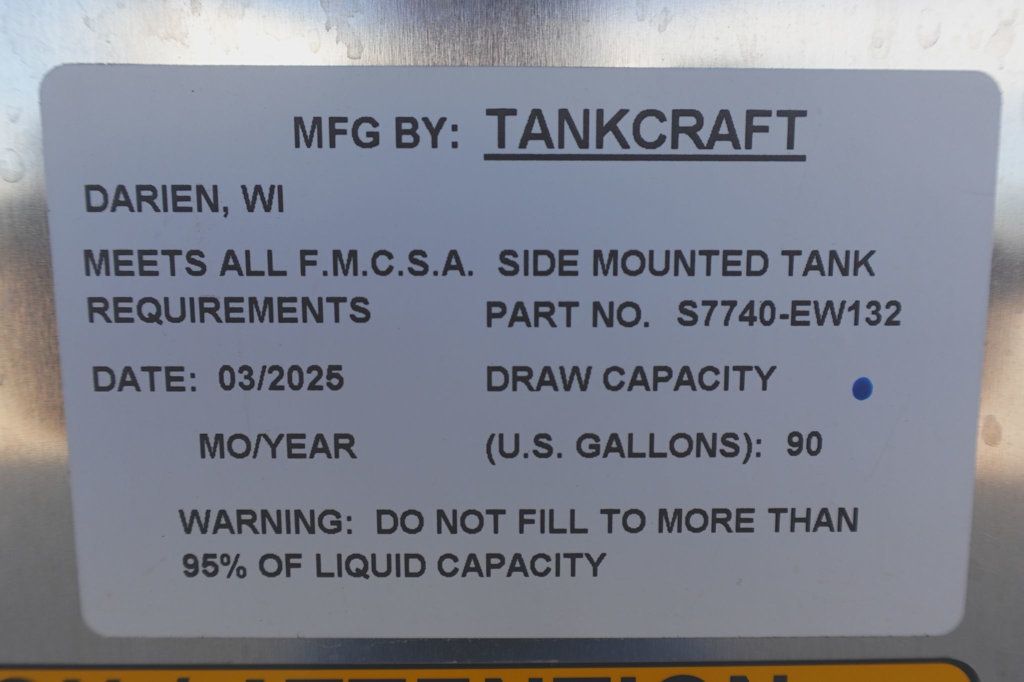 MFG BY: TANKCRAFT
DARIEN, WI
MEETS ALL F.M.C.S.A. SIDE MOUNTED TANK
REQUIREMENTS PART NO. S7740-EW132
DATE: 03/2025 DRAW CAPACITY
MO/YEAR (U.S. GALLONS): 90
WARNING: DO NOT FILL TO MORE THAN
95% OF LIQUID CAPACITY
ATTENTION